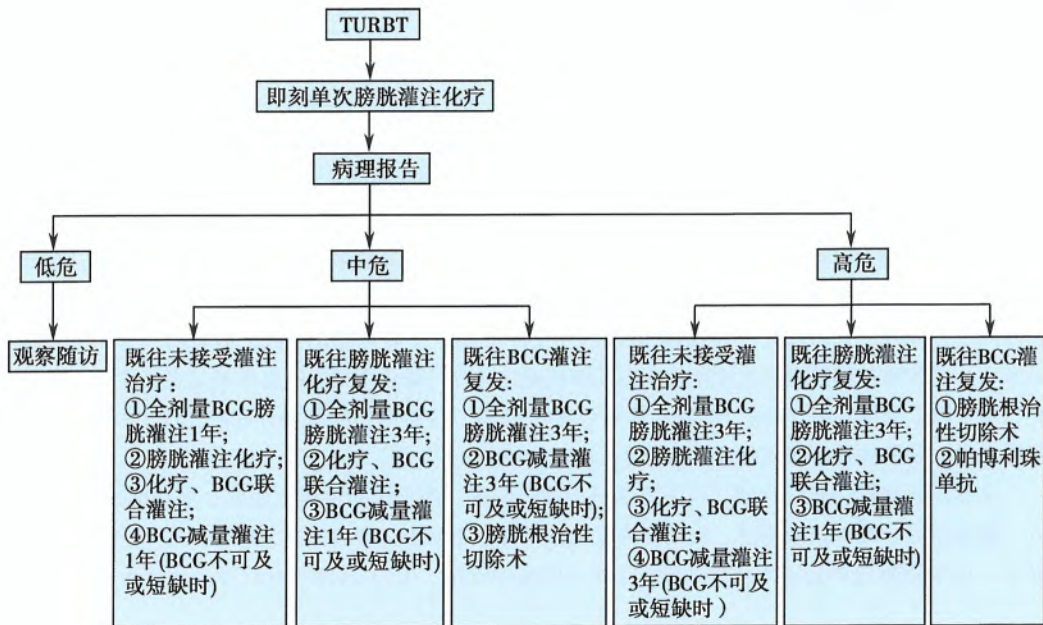 TURBT
即刻单次膀胱灌注化疗
病理报告
低危
中危
高危
观察随访
既往未接受灌注
治疗：
①全剂量BCG膀
胱灌注1年;
②膀胱灌注化疗;
③化疗、BCG联
合灌注;
④BCG减量灌注
1年(BCG不可及
或短缺时)
既往膀胱灌注
化疗复发:
①全剂量BCG
膀胱灌注3年;
②化疗、BCG
联合灌注；
③BCG减量灌
注1年(BCG不
可及或短缺时)
既往BCG灌注
复发:
①全剂量BCG
膀胱灌注3年;
②BCG减量灌
注3年(BCG不
可及或短缺时);
③膀胱根治性
切除术
既往未接受灌
注治疗:
①全剂量BCG
膀胱灌注3年;
②膀胱灌注化
疗;
③化疗、BCG联
合灌注；
④BCG减量灌注
3年(BCG不可及
或短缺时）
既往膀胱灌注
化疗复发:
①全剂量BCG
膀胱灌注3年;
②化疗、BCG
联合灌注;
③BCG减量灌
注1年(BCG不
可及或短缺时)
既往BCG灌
注复发:
①膀胱根治
性切除术
②帕博利珠
单抗